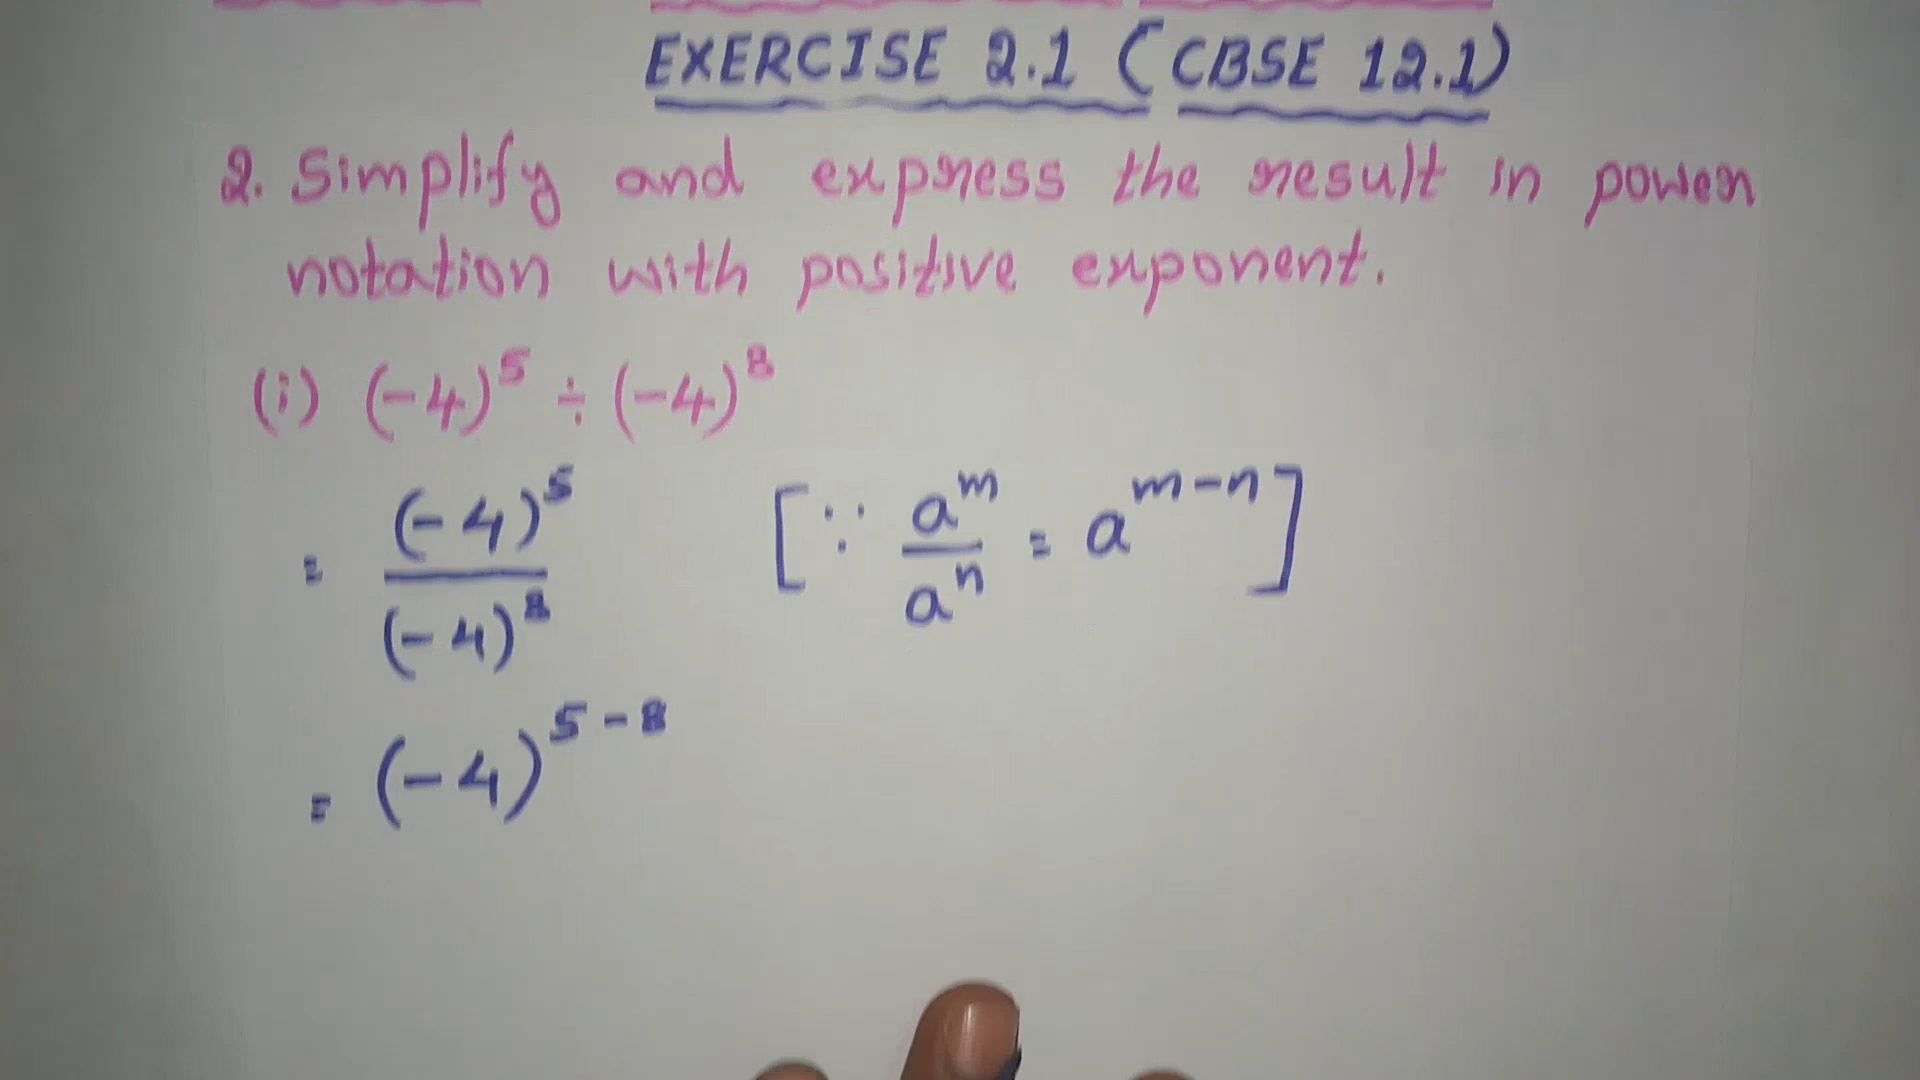 EXERCISE 2.1 (CBSE 12.1)
2. Simplify and express the result in power
notation with positive exponent.
(i) (-4)^5 ÷ (-4)^8
= (-4)^5 / (-4)^8 [∵ a^m / a^n = a^(m-n)]
= (-4)^(5-8)